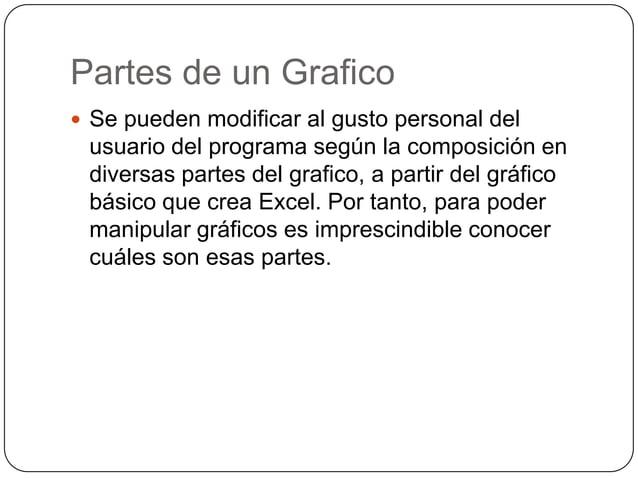 Partes de un Grafico
• Se pueden modificar al gusto personal del
usuario del programa según la composición en
diversas partes del grafico, a partir del gráfico
básico que crea Excel. Por tanto, para poder
manipular gráficos es imprescindible conocer
cuáles son esas partes.